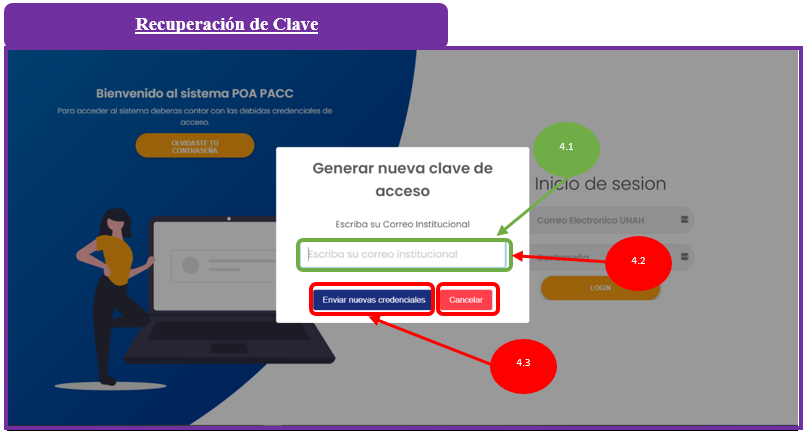 Recuperación de Clave
Bienvenido al sistema POA PACC
Para acceder al sistema deberas contar con las debidas credenciales de
acceso.
OLVIDASTE TU
CONTRASEÑA
Generar nueva clave de
acceso
Escriba su Correo Institucional
Escriba su correo institucional
Enviar nuevas credenciales
Cancelar
4.1
Inicio de sesion
Correo Electronico UNAH
Contraseña
4.2
LOGIN
4.3